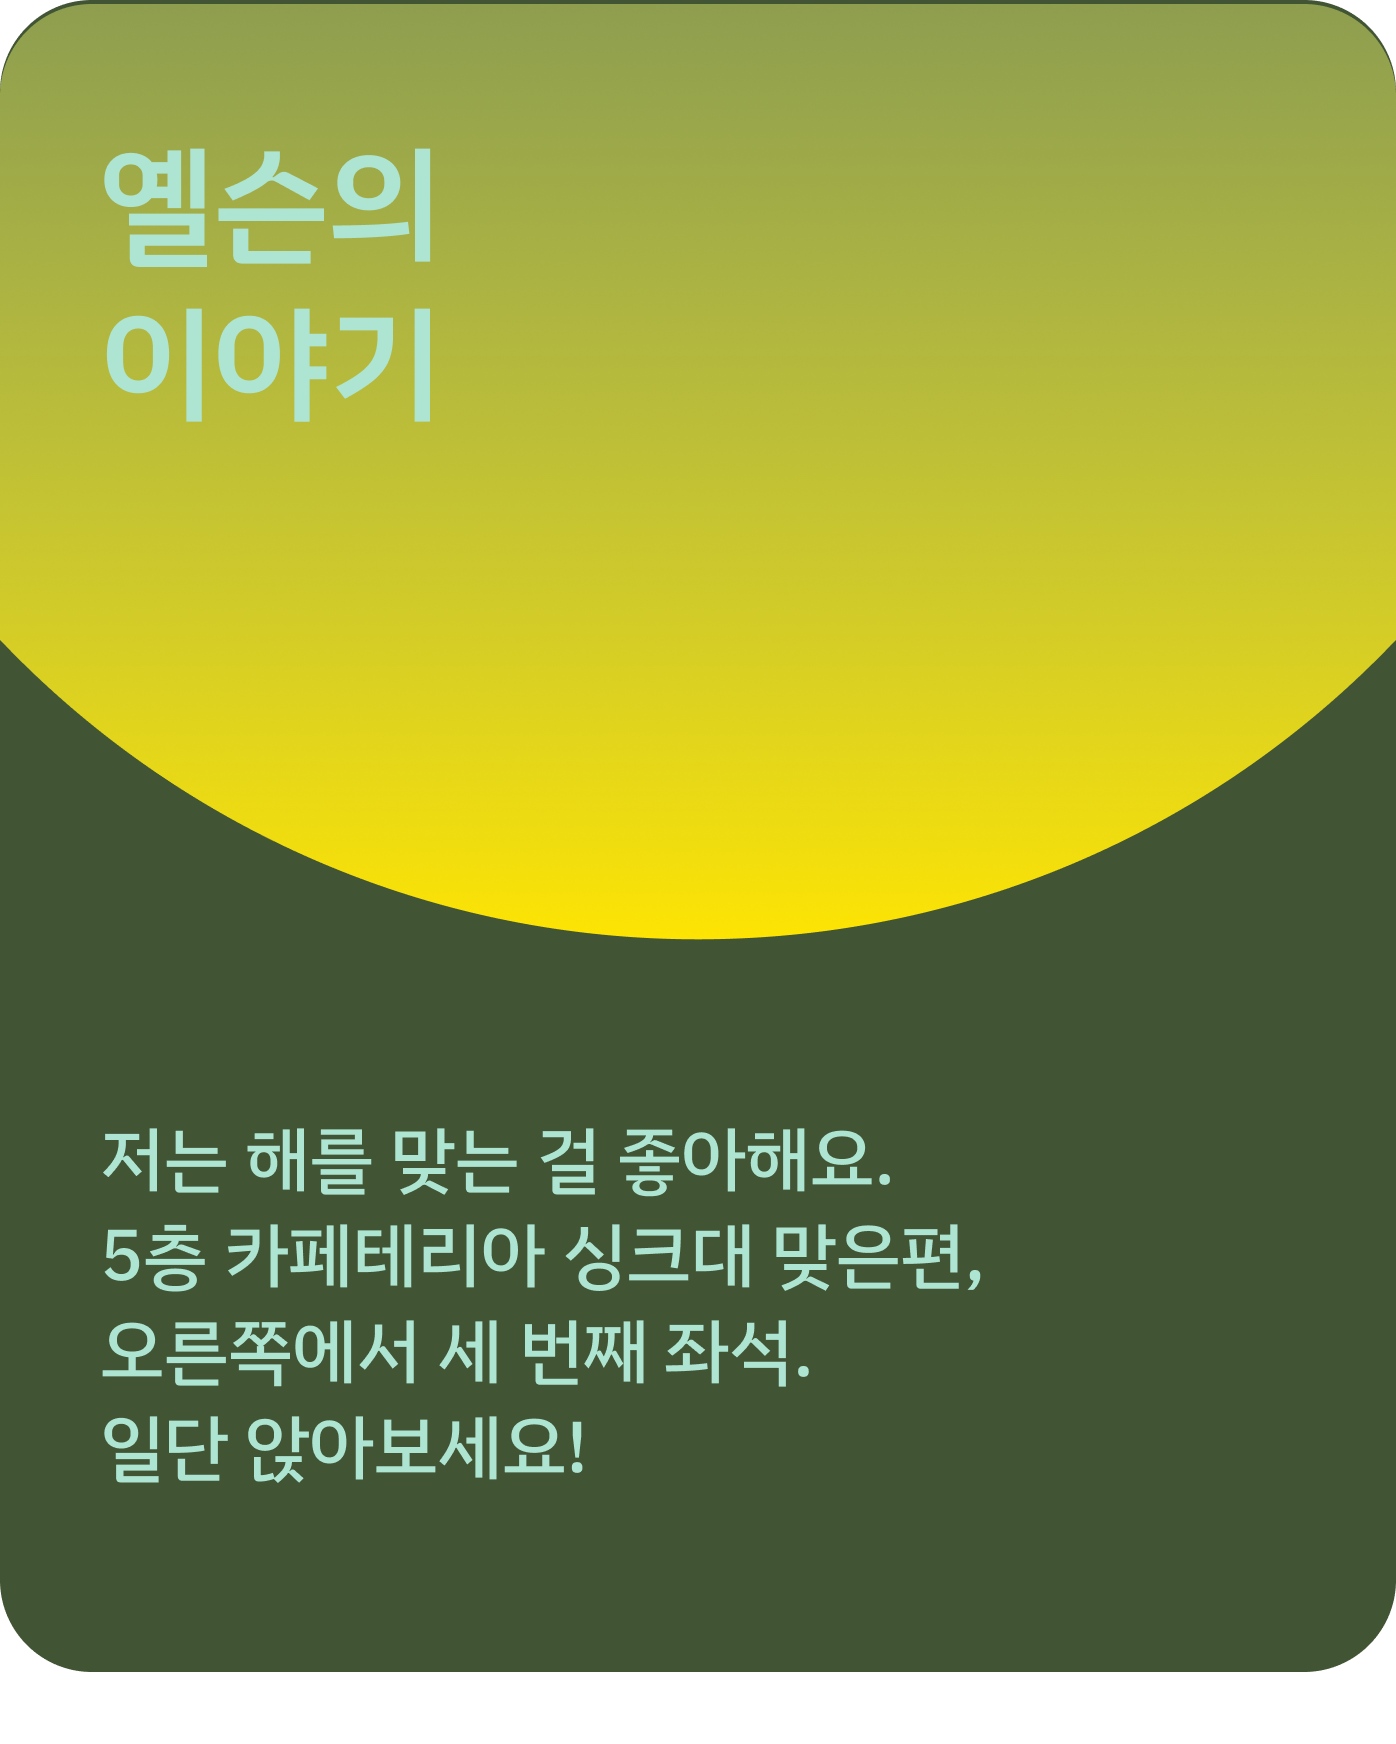 옐슨의
이야기
저는 해를 맞는 걸 좋아해요.
5층 카페테리아 싱크대 맞은편,
오른쪽에서 세 번째 좌석.
일단 앉아보세요!